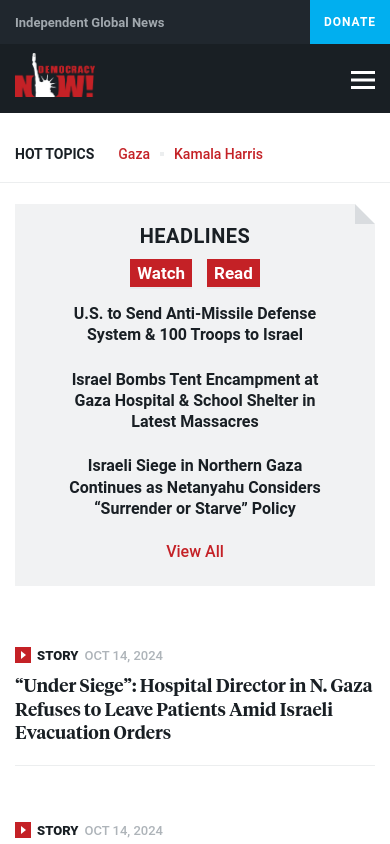 Independent Global News
DONATE
DEMOCRACY
NOW!
HOT TOPICS
Gaza
Kamala Harris
HEADLINES
Watch
Read
U.S. to Send Anti-Missile Defense
System & 100 Troops to Israel
Israel Bombs Tent Encampment at
Gaza Hospital & School Shelter in
Latest Massacres
Israeli Siege in Northern Gaza
Continues as Netanyahu Considers
“Surrender or Starve” Policy
View All
STORY OCT 14, 2024
“Under Siege”: Hospital Director in N. Gaza
Refuses to Leave Patients Amid Israeli
Evacuation Orders
STORY OCT 14, 2024